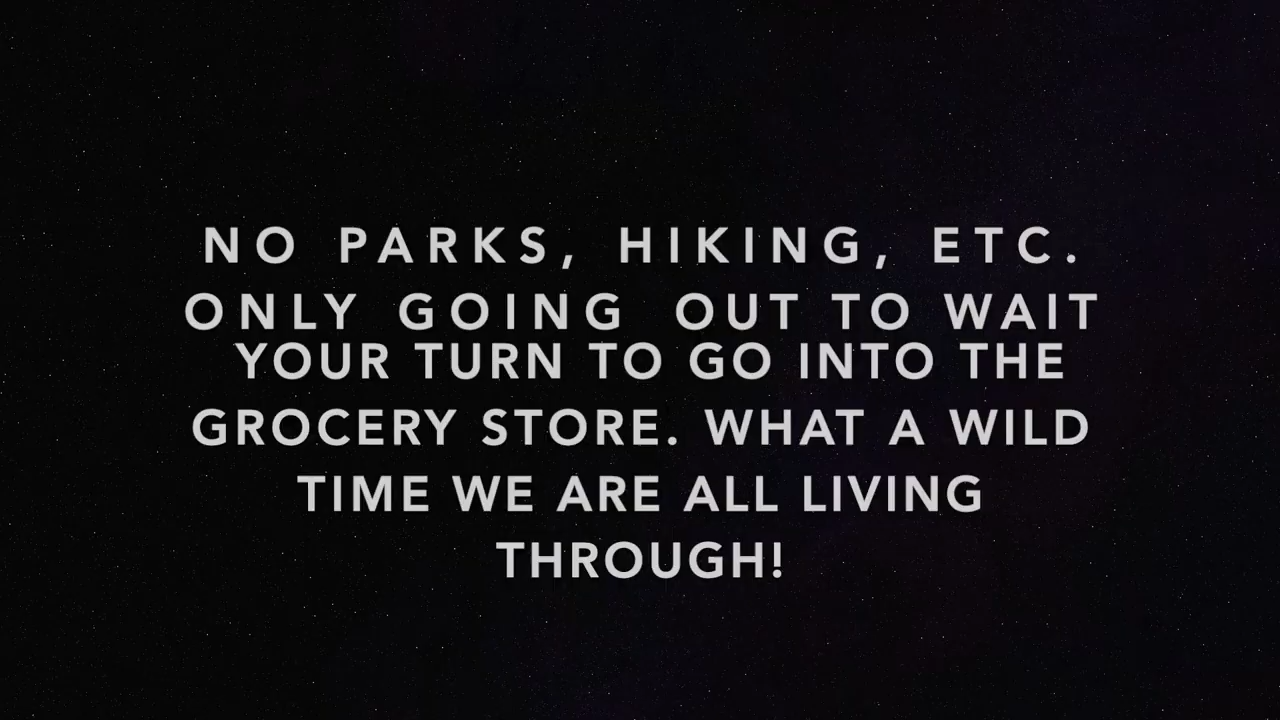 NO PARKS, HIKING, ETC.
ONLY GOING OUT TO WAIT
YOUR TURN TO GO INTO THE
GROCERY STORE. WHAT A WILD
TIME WE ARE ALL LIVING
THROUGH!